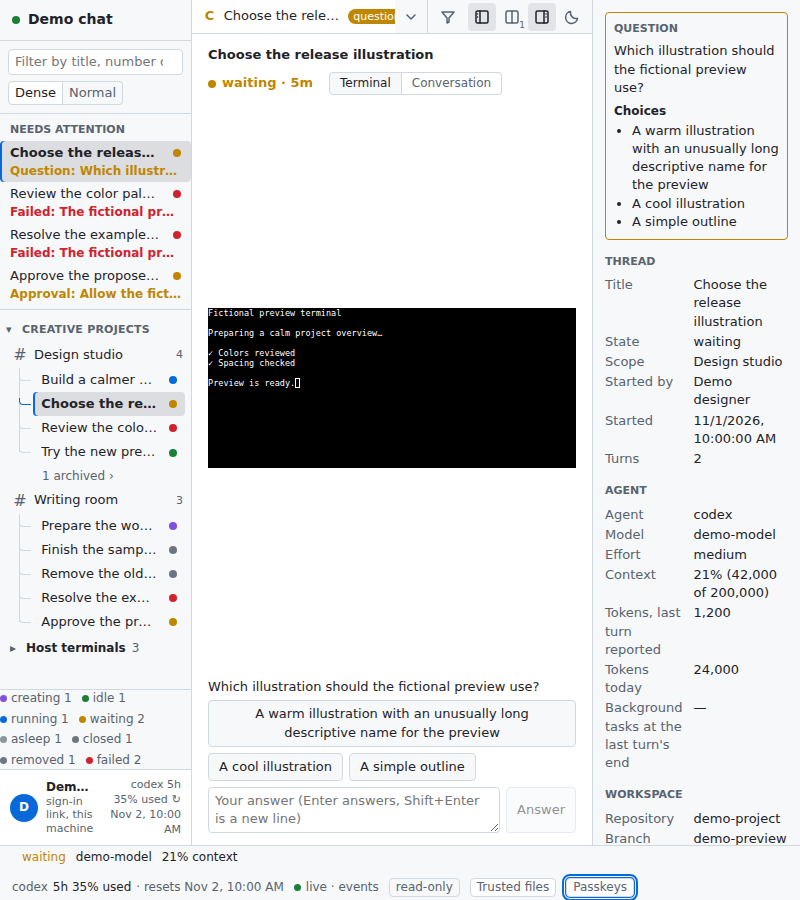 Demo chat
Filter by title, number o
Dense Normal
NEEDS ATTENTION
Choose the releas…
Question: Which illustr…
Review the color pal…
Failed: The fictional pr…
Resolve the example…
Failed: The fictional pr…
Approve the propose…
Approval: Allow the fict…
CREATIVE PROJECTS
# Design studio 4
Build a calmer …
Choose the re…
Review the colo…
Try the new pre…
1 archived ›
# Writing room 3
Prepare the wo…
Finish the samp…
Remove the old…
Resolve the ex…
Approve the pr…
Host terminals 3
creating 1 idle 1
running 1 waiting 2
asleep 1 closed 1
removed 1 failed 2
D
Dem…
sign-in
link, this
machine
codex 5h
35% used ↻
Nov 2, 10:00
AM
C Choose the rele… question
1
Choose the release illustration
waiting · 5m Terminal Conversation
Fictional preview terminal
Preparing a calm project overview…
✓ Colors reviewed
✓ Spacing checked
Preview is ready.
Which illustration should the fictional preview use?
A warm illustration with an unusually long
descriptive name for the preview
A cool illustration A simple outline
Your answer (Enter answers, Shift+Enter
is a new line)
Answer
QUESTION
Which illustration should
the fictional preview
use?
Choices
• A warm illustration
with an unusually long
descriptive name for
the preview
• A cool illustration
• A simple outline
THREAD
Title Choose the
release
illustration
State waiting
Scope Design studio
Started by Demo
designer
Started 11/1/2026,
10:00:00 AM
Turns 2
AGENT
Agent codex
Model demo-model
Effort medium
Context 21% (42,000
of 200,000)
Tokens, last 1,200
turn
reported
Tokens 24,000
today
Background —
tasks at the
last turn's
end
WORKSPACE
Repository demo-project
Branch demo-preview
waiting demo-model 21% context
codex 5h 35% used · resets Nov 2, 10:00 AM live · events read-only Trusted files Passkeys